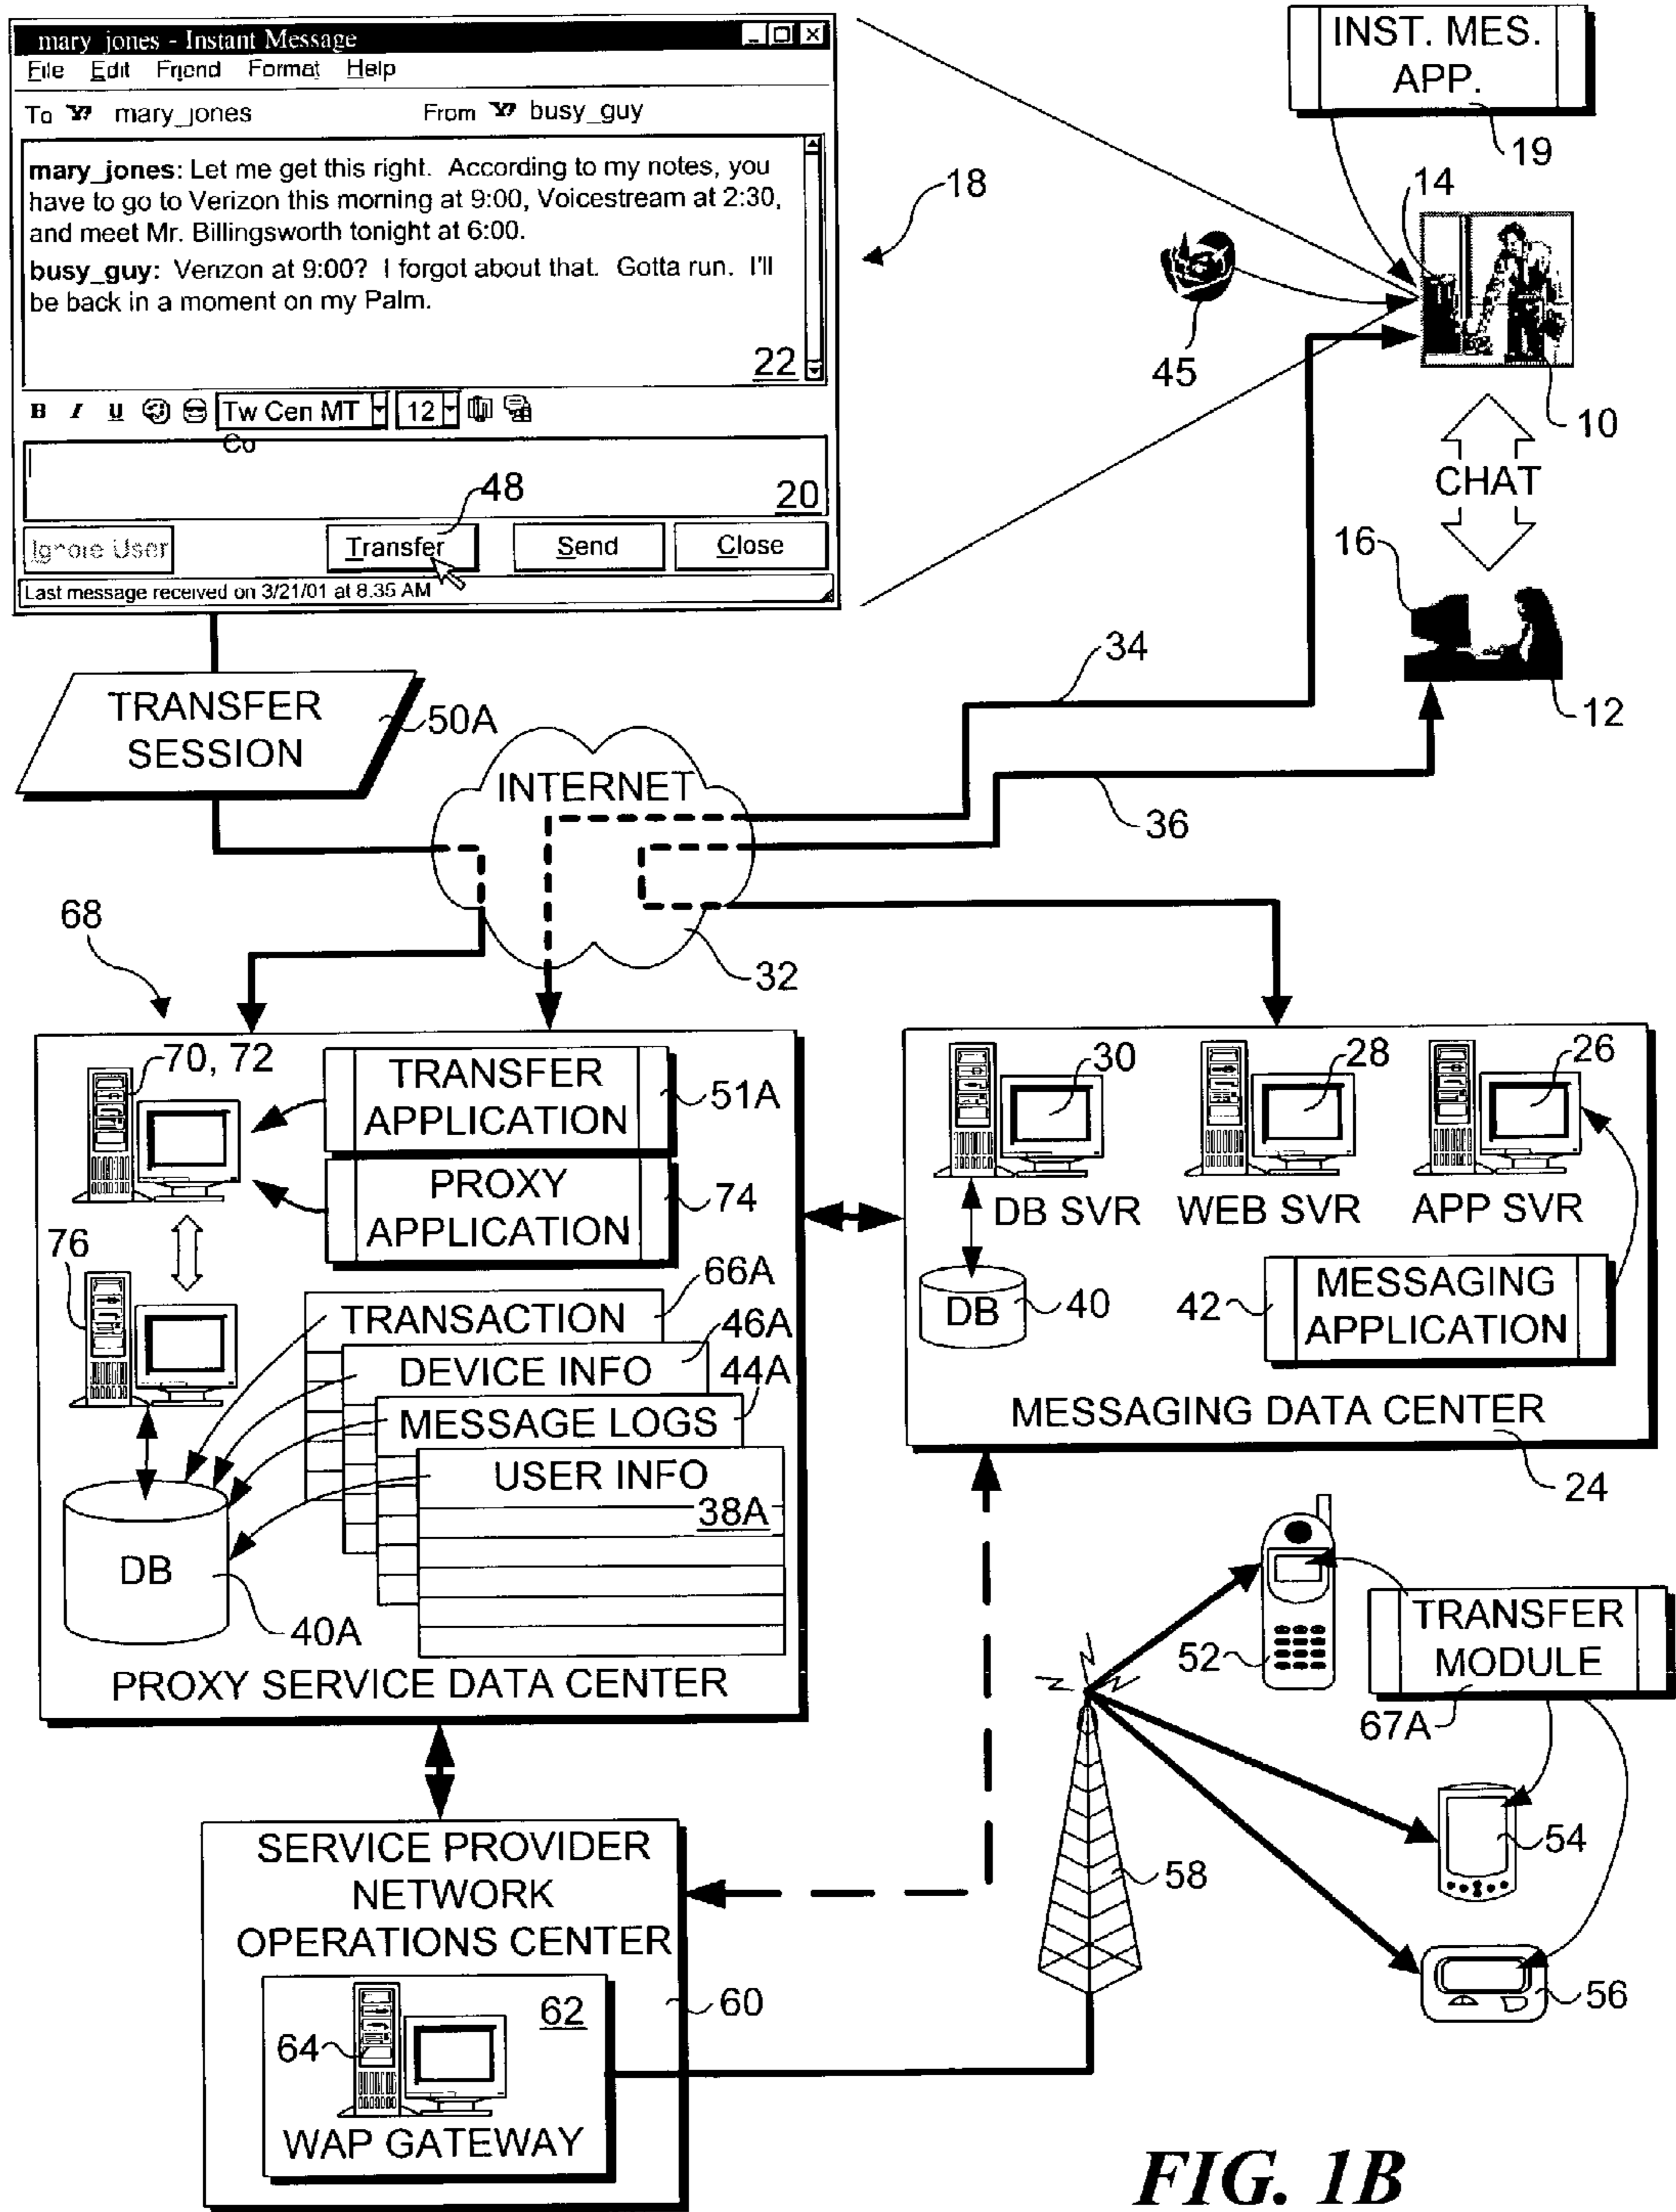 mary_jones - Instant Message
File Edit Friend Format Help
To mary_jones From busy_guy
mary_jones: Let me get this right. According to my notes, you
have to go to Verizon this morning at 9:00, Voicestream at 2:30,
and meet Mr. Billingsworth tonight at 6:00.
busy_guy: Verizon at 9:00? I forgot about that. Gotta run. I'll
be back in a moment on my Palm.
22
B I U Tw Cen MT 12
Co
20
48
Ignore User Transfer Send Close
Last message received on 3/21/01 at 8.35 AM
18
INST. MES.
APP.
19
14
45
10
CHAT
16
12
34
36
TRANSFER
SESSION
50A
INTERNET
32
68
70, 72
TRANSFER
APPLICATION
51A
PROXY
APPLICATION
74
76
TRANSACTION
66A
DEVICE INFO
46A
MESSAGE LOGS
44A
USER INFO
38A
DB
40A
PROXY SERVICE DATA CENTER
30
28
26
DB SVR
WEB SVR
APP SVR
DB
40
42
MESSAGING
APPLICATION
MESSAGING DATA CENTER
24
52
TRANSFER
MODULE
67A
54
56
58
SERVICE PROVIDER
NETWORK
OPERATIONS CENTER
60
62
64
WAP GATEWAY
FIG. 1B